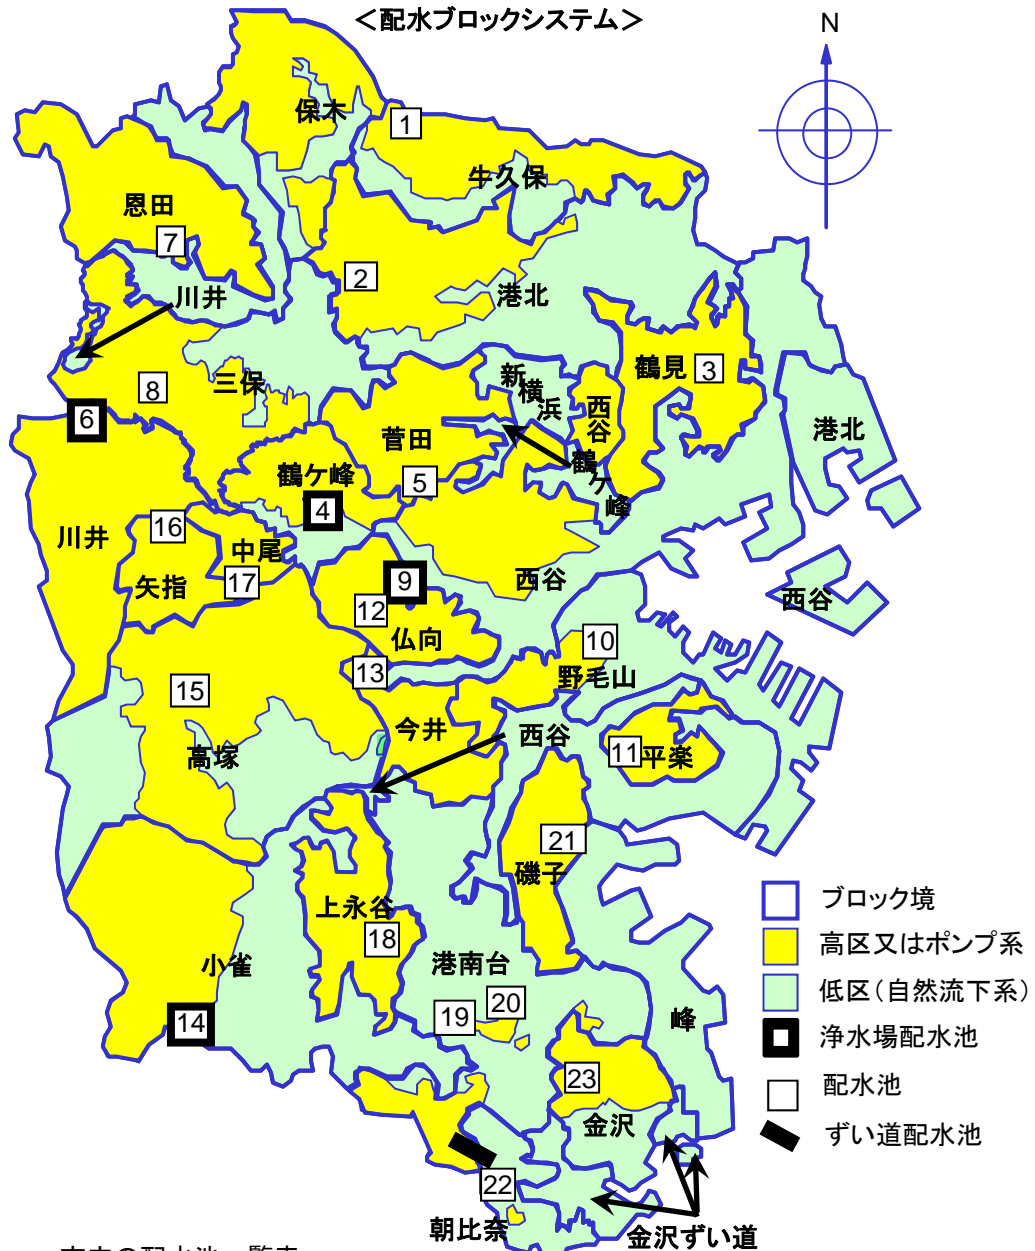 <配水ブロックシステム>
N
保木
1
牛久保
恩田
7
2
川井
港北
鶴見
3
新横浜
西谷
港北
三保
8
6
菅田
鶴ケ峰
5
鶴ケ峰
4
川井
16
中尾
矢指
17
9
12
仏向
西谷
西谷
10
13
野毛山
15
今井
西谷
11
平楽
高塚
21
磯子
上永谷
18
小雀
港南台
19
20
14
峰
23
金沢
22
朝比奈
金沢ずい道
ブロック境
高区又はポンプ系
低区(自然流下系)
浄水場配水池
配水池
ずい道配水池